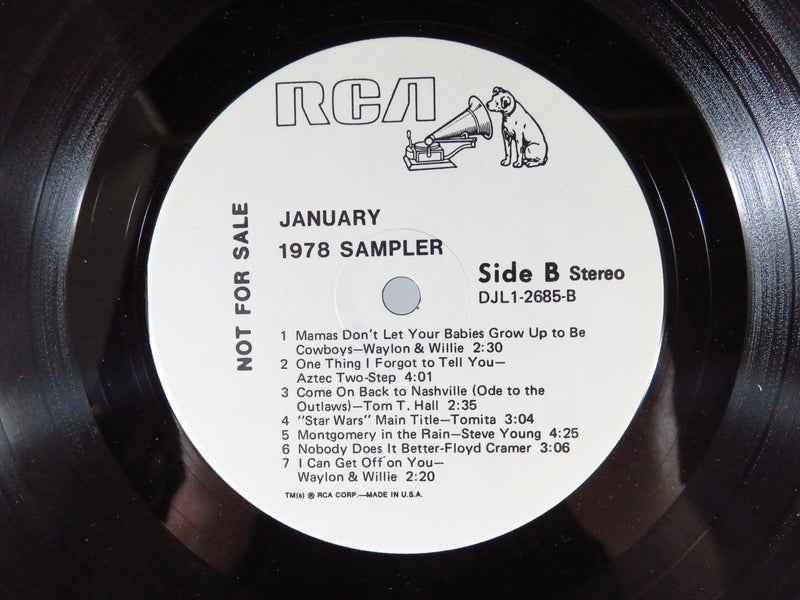 RCA
NOT FOR SALE
JANUARY
1978 SAMPLER
Side B Stereo
DJL1-2685-B
1 Mamas Don't Let Your Babies Grow Up to Be
Cowboys—Waylon & Willie 2:30
2 One Thing I Forgot to Tell You—
Aztec Two-Step 4:01
3 Come On Back to Nashville (Ode to the
Outlaws)—Tom T. Hall 2:35
4 "Star Wars" Main Title—Tomita 3:04
5 Montgomery in the Rain—Steve Young 4:25
6 Nobody Does It Better-Floyd Cramer 3:06
7 I Can Get Off on You—
Waylon & Willie 2:20
TM(s) ® RCA CORP.—MADE IN U.S.A.